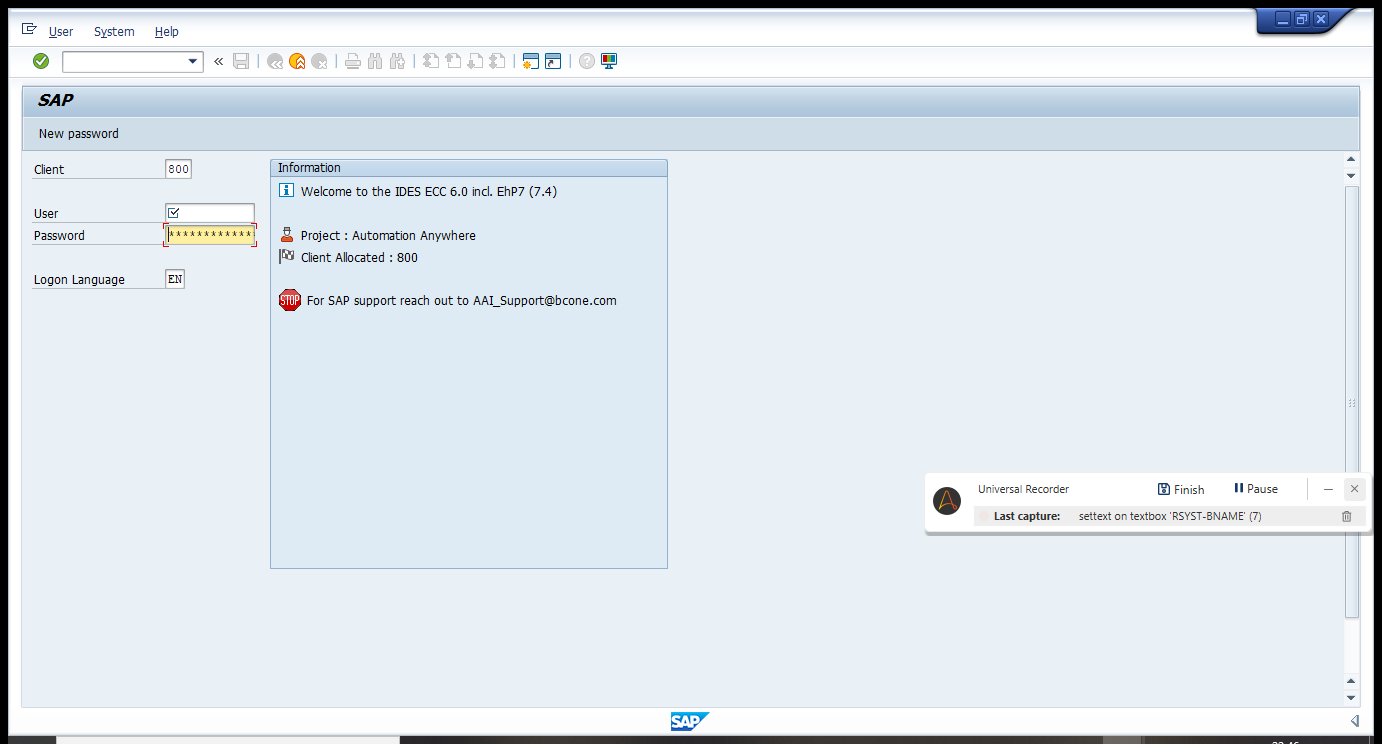 User System Help
SAP
New password
Client 800
User
Password *************
Logon Language EN
Information
Welcome to the IDES ECC 6.0 incl. EhP7 (7.4)
Project : Automation Anywhere
Client Allocated : 800
STOP For SAP support reach out to AAI_Support@bcone.com
Universal Recorder Finish Pause
Last capture: settext on textbox 'RSYST-BNAME' (7)
SAP